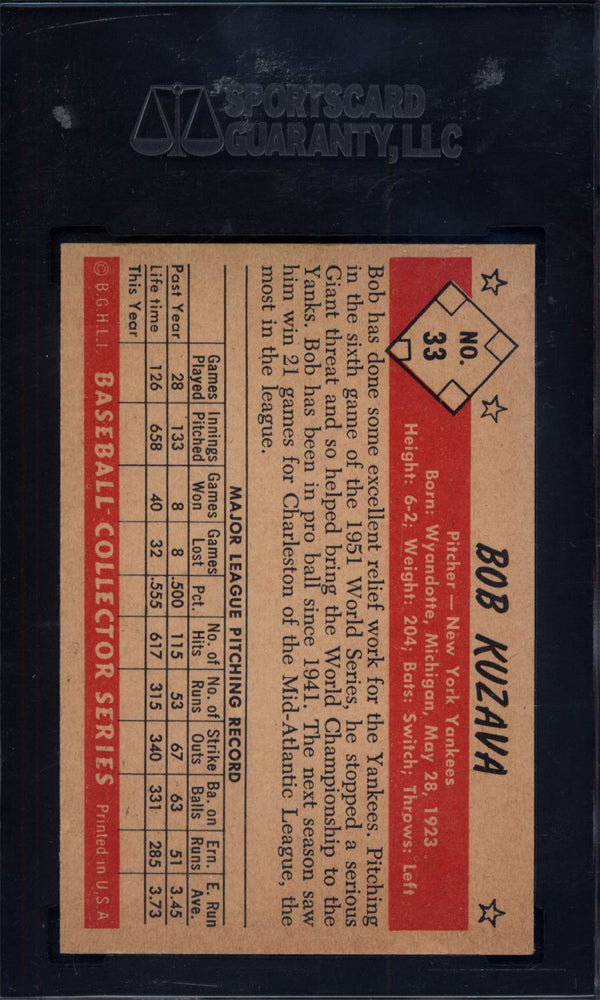 SPORTSCARD
GUARANTY, LLC
NO.
33
BOB KUZAVA
Pitcher — New York Yankees
Born: Wyandotte, Michigan, May 28, 1923
Height: 6-2; Weight: 204; Bats: Switch; Throws: Left
Bob has done some excellent relief work for the Yankees. Pitching
in the sixth game of the 1951 World Series, he stopped a serious
Giant threat and so helped bring the World Championship to the
Yanks. Bob has been in pro ball since 1941. The next season saw
him win 21 games for Charleston of the Mid-Atlantic League, the
most in the league.
MAJOR LEAGUE PITCHING RECORD
Games Innings Games Games No. of No. of Strike Ba. on Ern. E. Run
Played Pitched Won Lost Pct. Hits Runs Outs Balls Runs Ave.
Past Year 28 133 8 8 .500 115 53 67 63 51 3.45
Life time 126 658 40 32 .555 617 315 340 331 285 3.73
This Year
© B.G.H.L.I. BASEBALL-COLLECTOR SERIES Printed in U.S.A